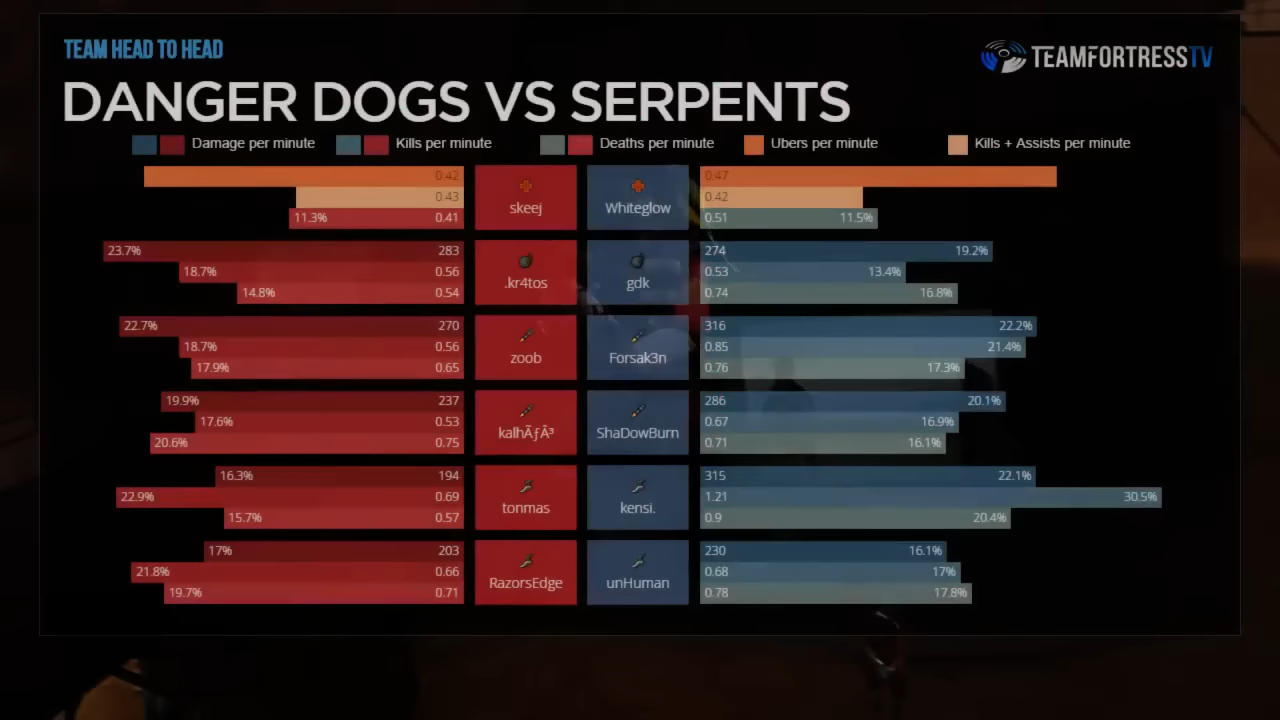 TEAM HEAD TO HEAD
TEAMFORTRESSTV
DANGER DOGS VS SERPENTS
Damage per minute Kills per minute Deaths per minute Ubers per minute Kills + Assists per minute
0.42 0.47
0.43 skeej Whiteglow 0.42
11.3% 0.41 0.51 11.5%
23.7% 283 274 19.2%
18.7% 0.56 .kr4tos gdk 0.53 13.4%
14.8% 0.54 0.74 16.8%
22.7% 270 316 22.2%
18.7% 0.56 zoob Forsak3n 0.85 21.4%
17.9% 0.65 0.76 17.3%
19.9% 237 286 20.1%
17.6% 0.53 kalhÃƒÂ³ ShaDowBurn 0.67 16.9%
20.6% 0.75 0.71 16.1%
16.3% 194 315 22.1%
22.9% 0.69 tonmas kensi. 1.21 30.5%
15.7% 0.57 0.9 20.4%
17% 203 230 16.1%
21.8% 0.66 RazorsEdge unHuman 0.68 17%
19.7% 0.71 0.78 17.8%